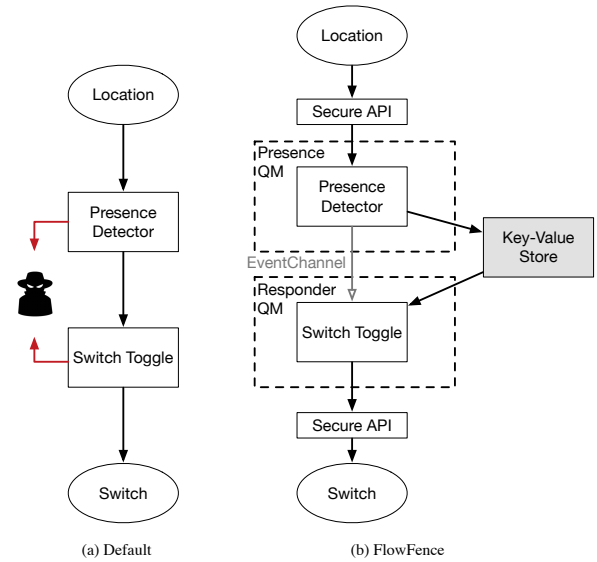 Location
Presence
Detector
Switch Toggle
Switch
(a) Default
Location
Secure API
Presence
QM
Presence
Detector
Key-Value
Store
EventChannel
Responder
QM
Switch Toggle
Secure API
Switch
(b) FlowFence